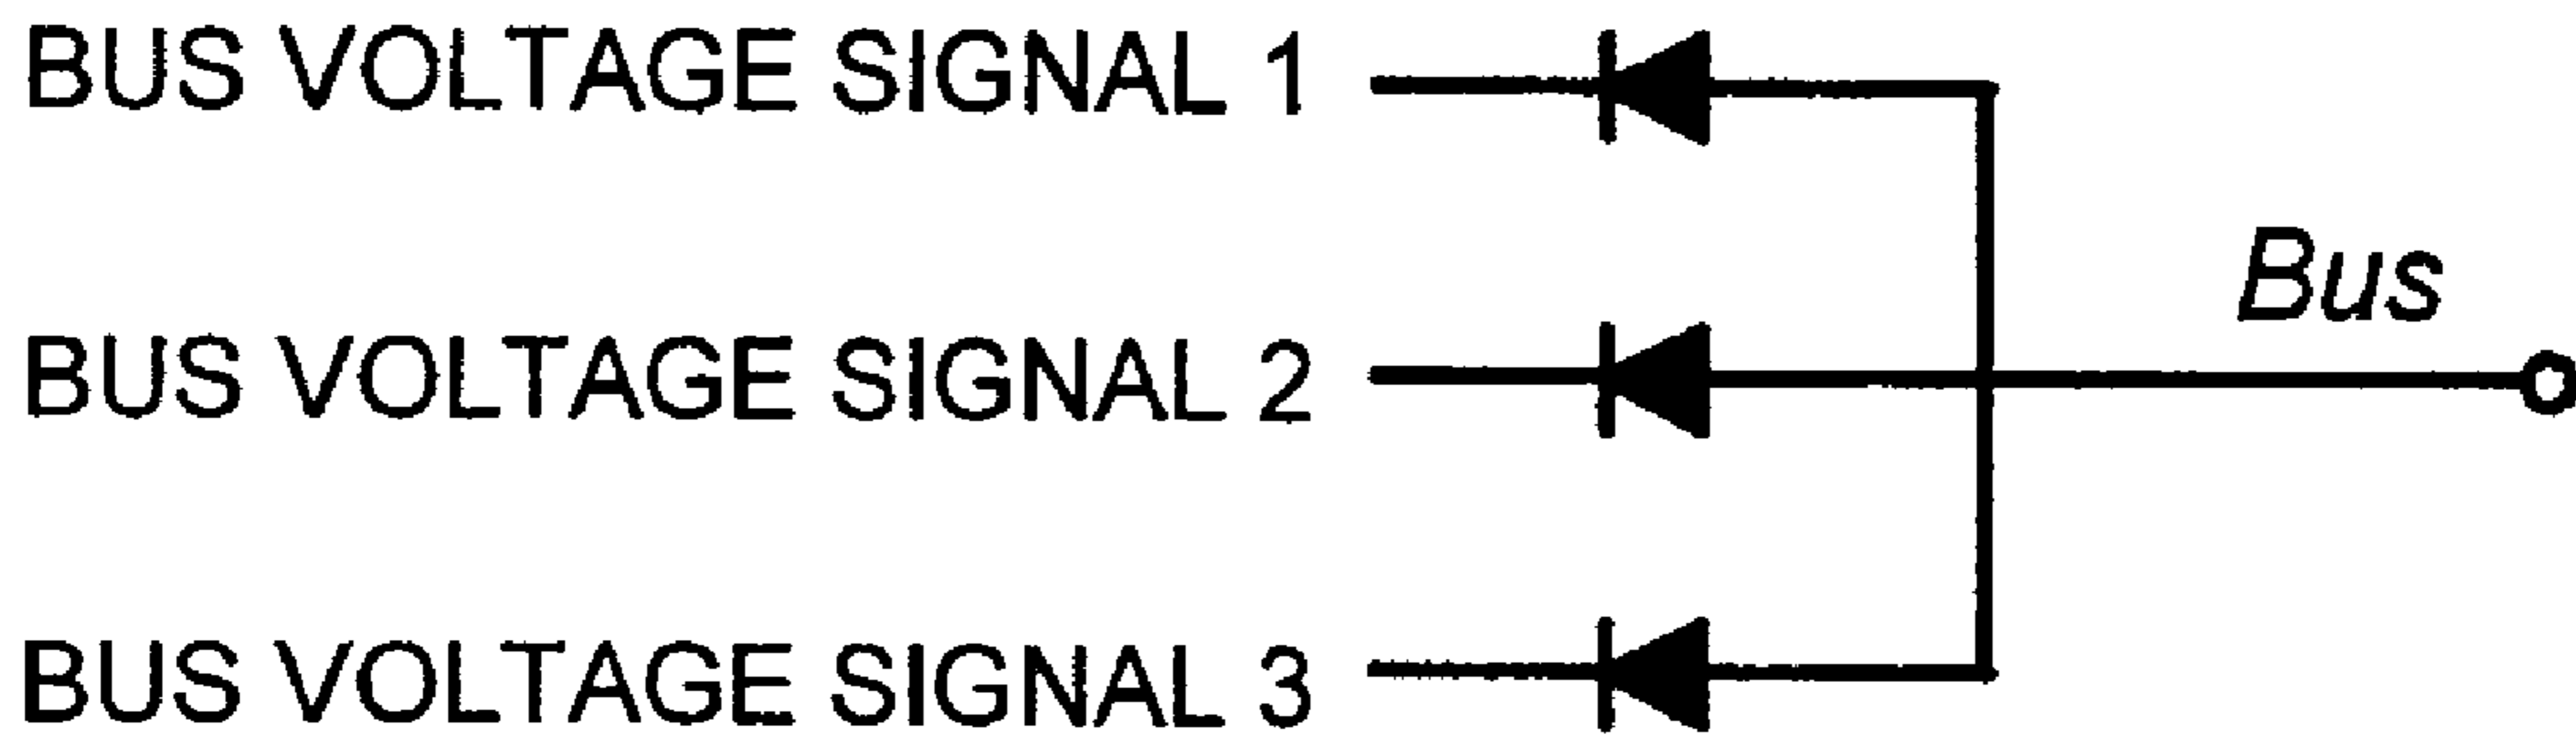 BUS VOLTAGE SIGNAL 1
Bus
BUS VOLTAGE SIGNAL 2
BUS VOLTAGE SIGNAL 3